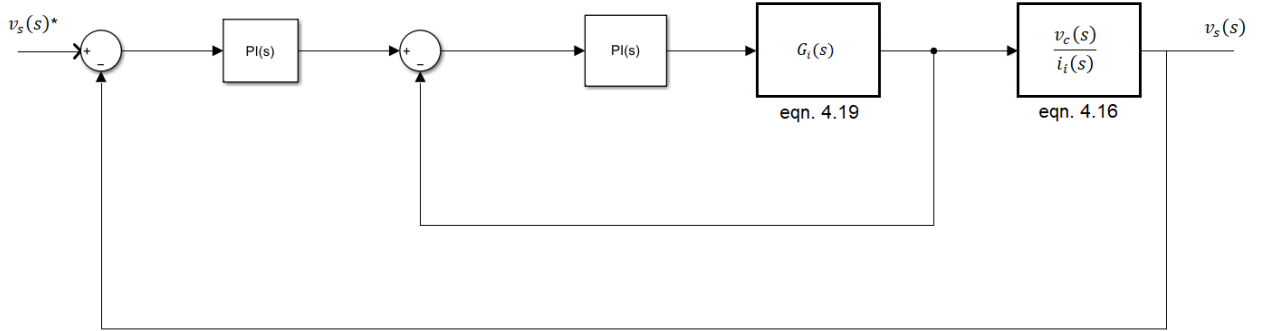 v_s(s)*
+
−
PI(s)
+
−
PI(s)
G_i(s)
v_c(s)
i_i(s)
v_s(s)
eqn. 4.19
eqn. 4.16